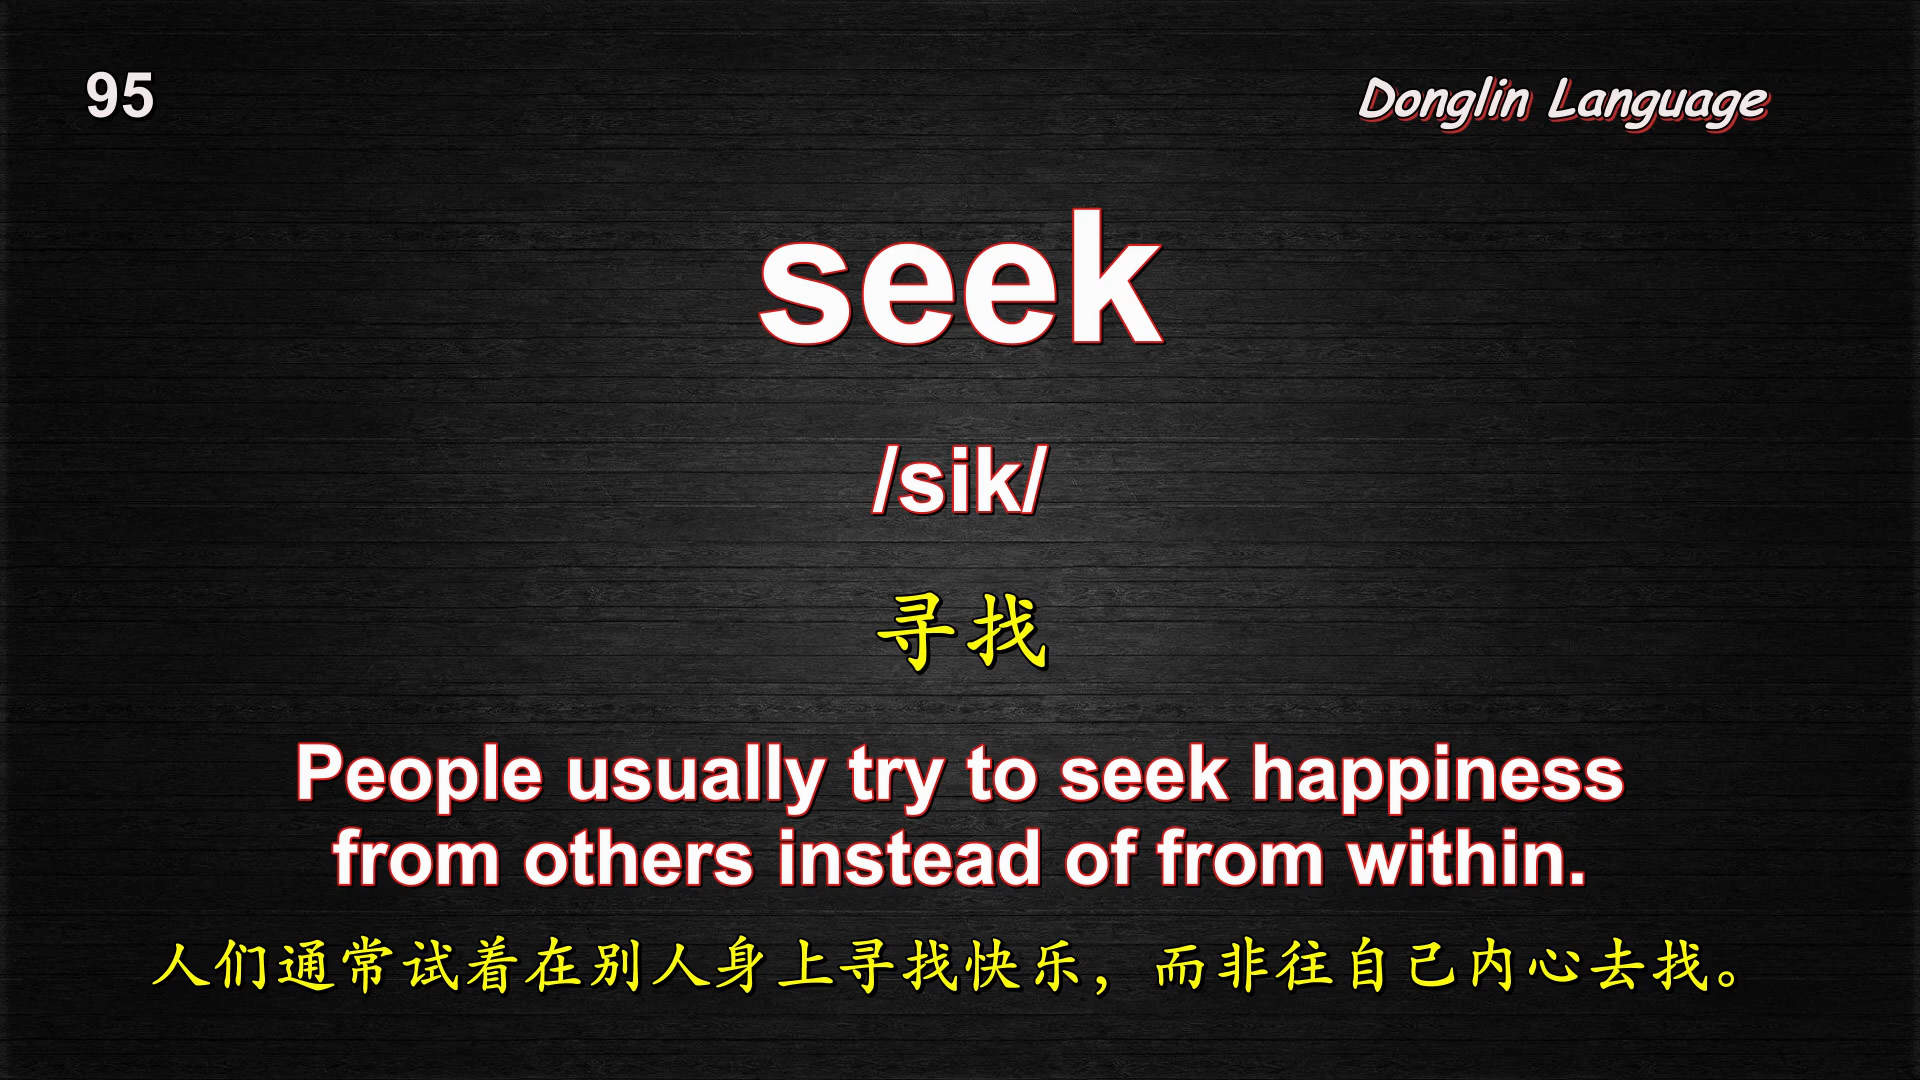 95
Donglin Language
seek
/sik/
寻找
People usually try to seek happiness
from others instead of from within.
人们通常试着在别人身上寻找快乐，而非往自己内心去找。